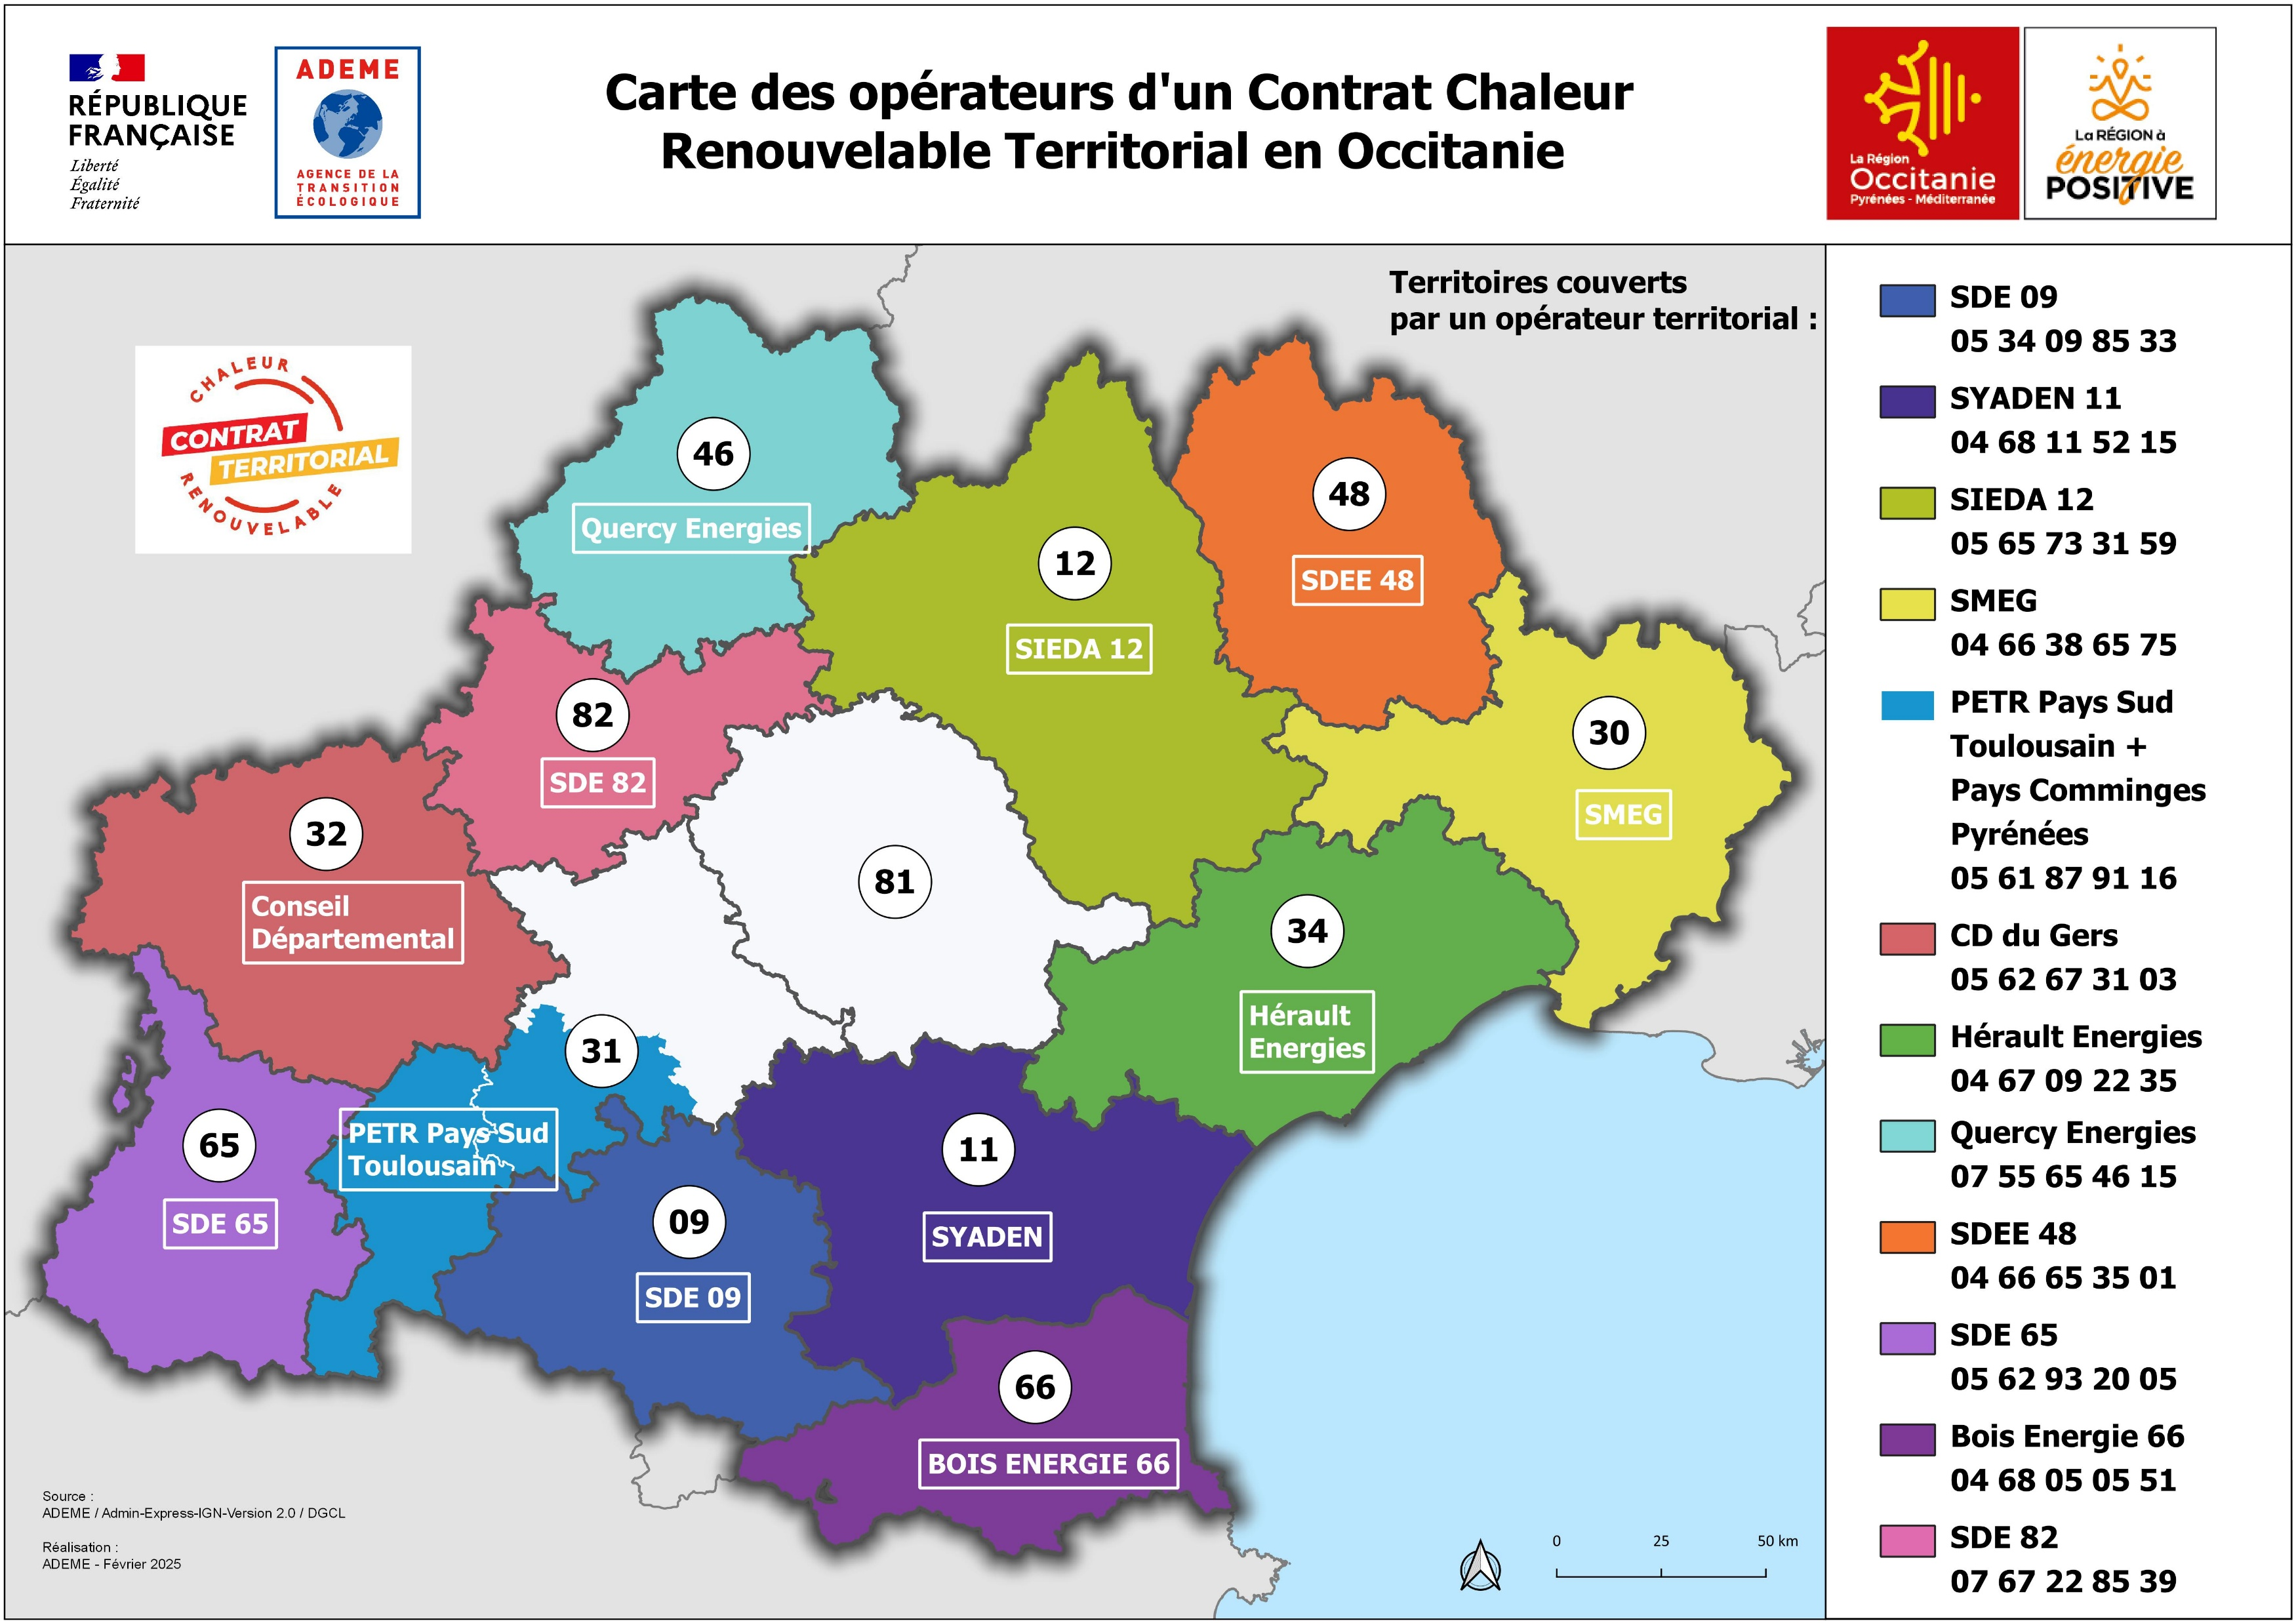 RÉPUBLIQUE
FRANÇAISE
Liberté
Égalité
Fraternité
ADEME
AGENCE DE LA
TRANSITION
ÉCOLOGIQUE
Carte des opérateurs d'un Contrat Chaleur
Renouvelable Territorial en Occitanie
La Région
Occitanie
Pyrénées - Méditerranée
La RÉGION à
énergie
POSITIVE
Territoires couverts
par un opérateur territorial :
CHALEUR
CONTRAT
TERRITORIAL
RENOUVELABLE
46
Quercy Energies
12
SIEDA 12
48
SDEE 48
82
SDE 82
30
SMEG
32
Conseil
Départemental
81
34
Hérault
Energies
31
PETR Pays Sud
Toulousain
65
SDE 65
09
SDE 09
11
SYADEN
66
BOIS ENERGIE 66
SDE 09
05 34 09 85 33
SYADEN 11
04 68 11 52 15
SIEDA 12
05 65 73 31 59
SMEG
04 66 38 65 75
PETR Pays Sud
Toulousain +
Pays Comminges
Pyrénées
05 61 87 91 16
CD du Gers
05 62 67 31 03
Hérault Energies
04 67 09 22 35
Quercy Energies
07 55 65 46 15
SDEE 48
04 66 65 35 01
SDE 65
05 62 93 20 05
Bois Energie 66
04 68 05 05 51
SDE 82
07 67 22 85 39
Source :
ADEME / Admin-Express-IGN-Version 2.0 / DGCL
Réalisation :
ADEME - Février 2025
0 25 50 km